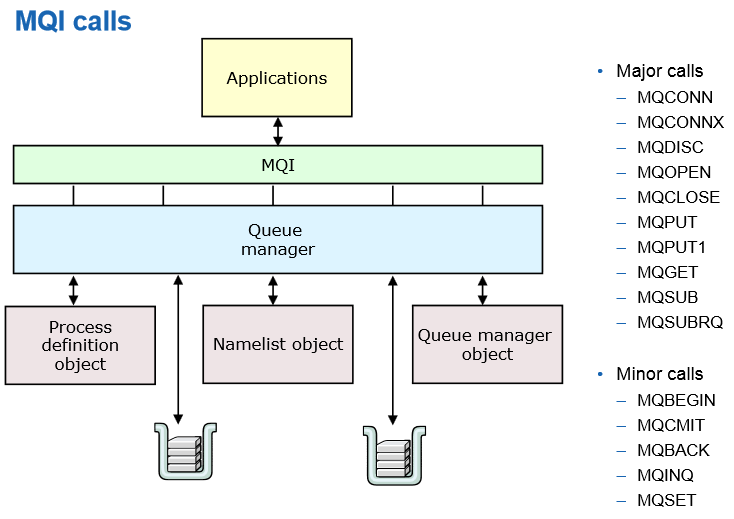 MQI calls
Applications
MQI
Queue
manager
Process
definition
object
Namelist object
Queue manager
object
• Major calls
– MQCONN
– MQCONNX
– MQDISC
– MQOPEN
– MQCLOSE
– MQPUT
– MQPUT1
– MQGET
– MQSUB
– MQSUBRQ
• Minor calls
– MQBEGIN
– MQCMIT
– MQBACK
– MQINQ
– MQSET